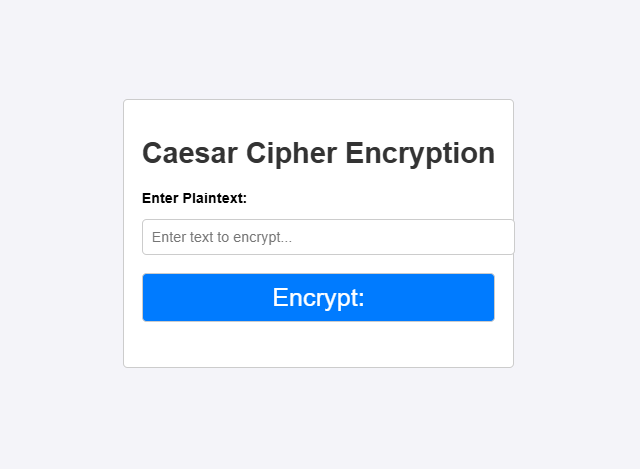 Caesar Cipher Encryption
Enter Plaintext:
Enter text to encrypt...
Encrypt: